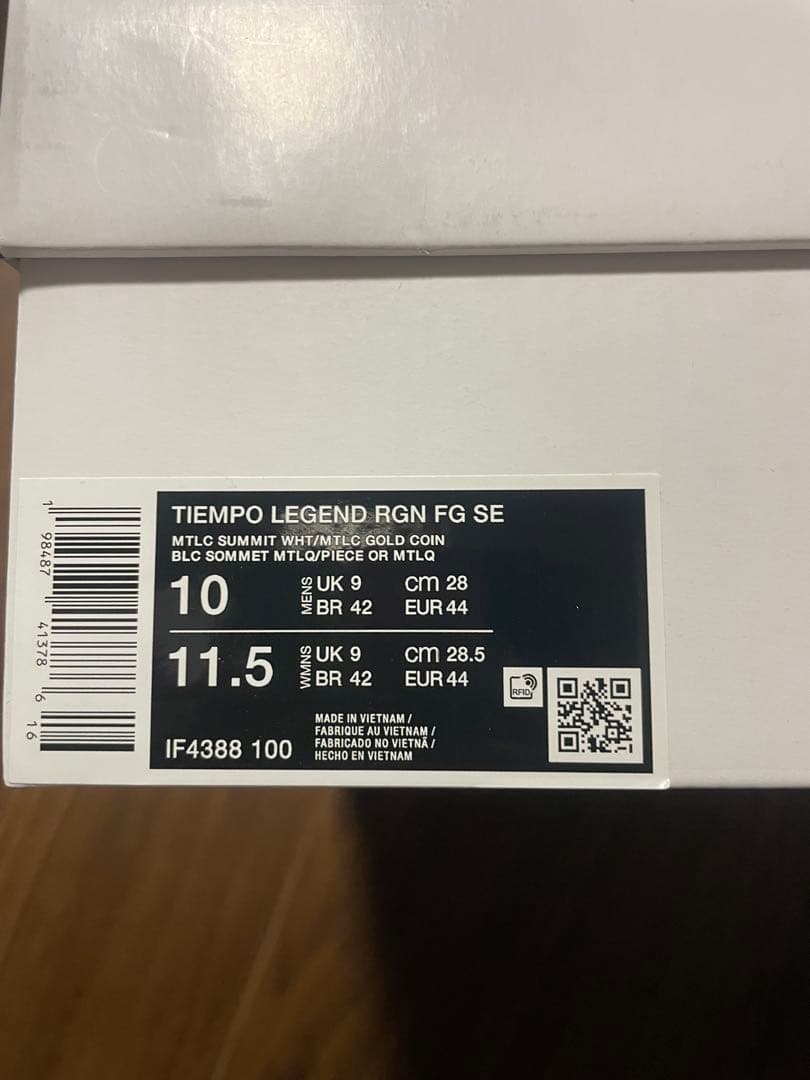 TIEMPO LEGEND RGN FG SE
MTLC SUMMIT WHT/MTLC GOLD COIN
BLC SOMMET MTLQ/PIECE OR MTLQ
10 MENS UK 9 cm 28
BR 42 EUR 44
11.5 WMNS UK 9 cm 28.5
BR 42 EUR 44
RFID
IF4388 100
MADE IN VIETNAM /
FABRIQUE AU VIETNAM /
FABRICADO NO VIETNÃ /
HECHO EN VIETNAM
1 98487 41378 6 16